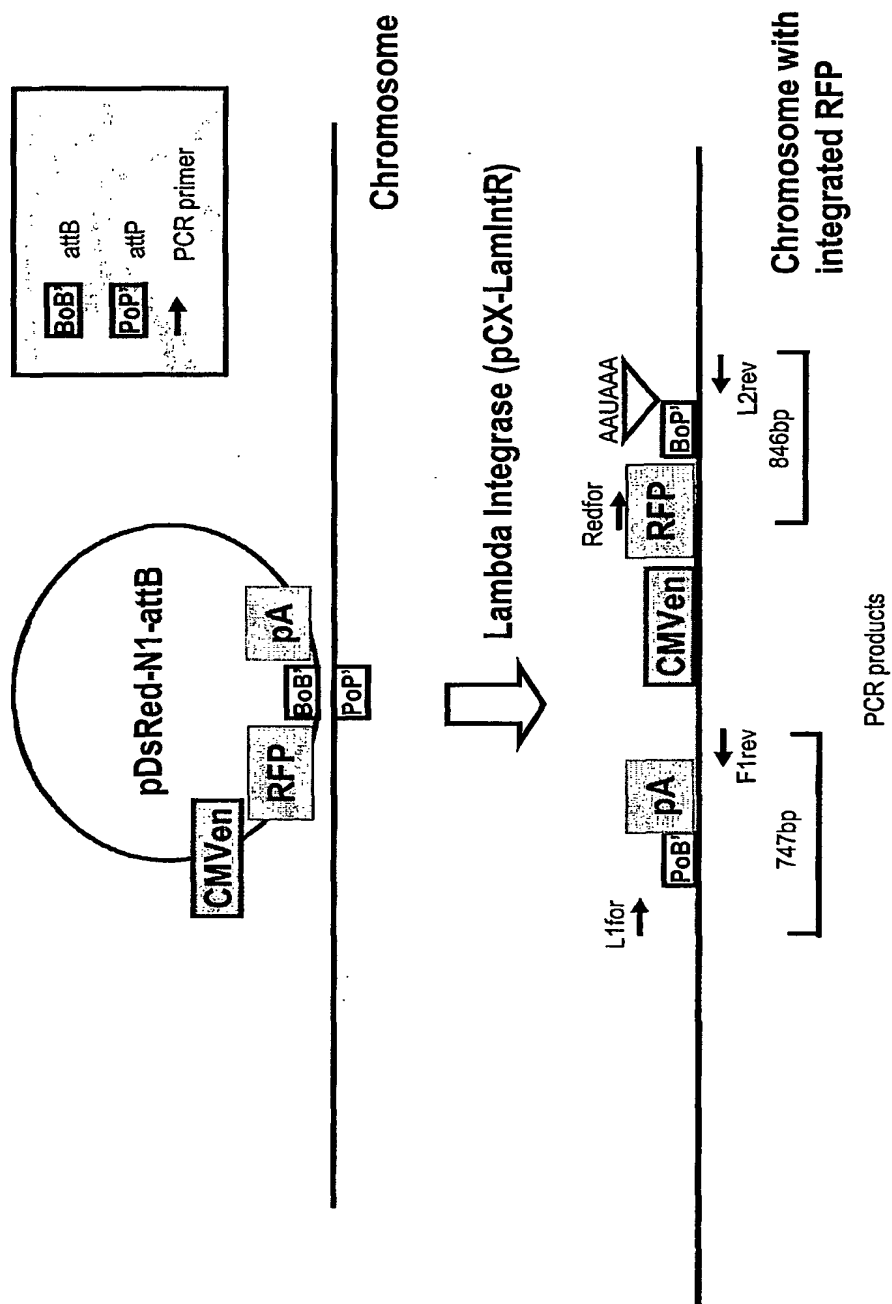 pDsRed-N1-attB
CMVen
RFP
BoB'
pA
PoP'
BoB' attB
PoP' attP
PCR primer
Chromosome
Lambda Integrase (pCX-LamIntR)
L1for
PoB'
pA
F1rev
CMVen
Redfor
RFP
AAUAAA
BoP'
L2rev
747bp
846bp
PCR products
Chromosome with
integrated RFP